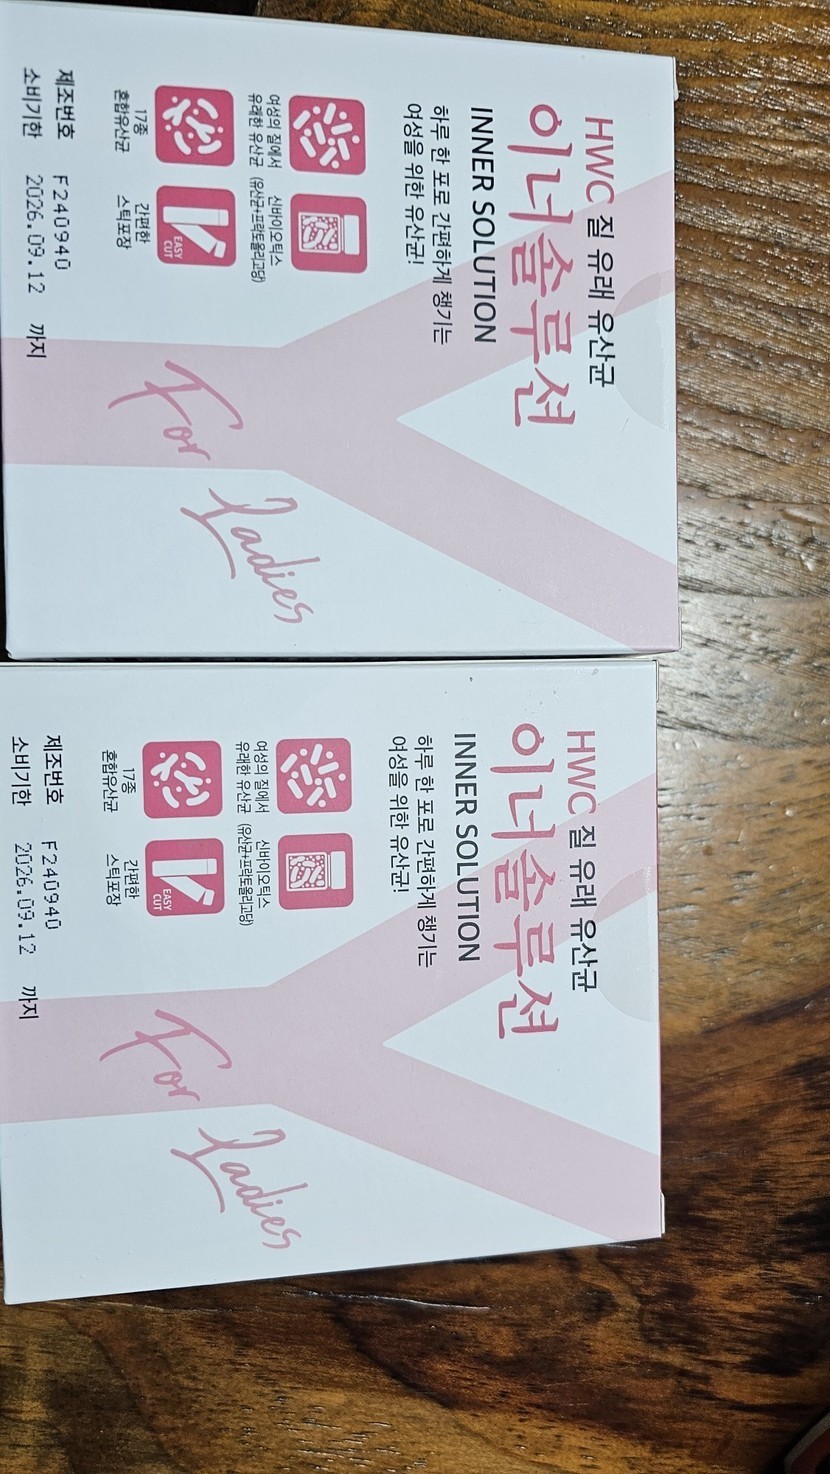 HWC 질 유래 유산균
이너솔루션
INNER SOLUTION
하루 한 포로 간편하게 챙기는
여성을 위한 유산균!
여성의 질에서
유래한 유산균
신바이오틱스
(유산균+프락토올리고당)
17종
혼합유산균
EASY
CUT
간편한
스틱포장
제조번호 F240940
소비기한 2026.09.12 까지
For
Ladies
HWC 질 유래 유산균
이너솔루션
INNER SOLUTION
하루 한 포로 간편하게 챙기는
여성을 위한 유산균!
여성의 질에서
유래한 유산균
신바이오틱스
(유산균+프락토올리고당)
17종
혼합유산균
EASY
CUT
간편한
스틱포장
제조번호 F240940
소비기한 2026.09.12 까지
For
Ladies